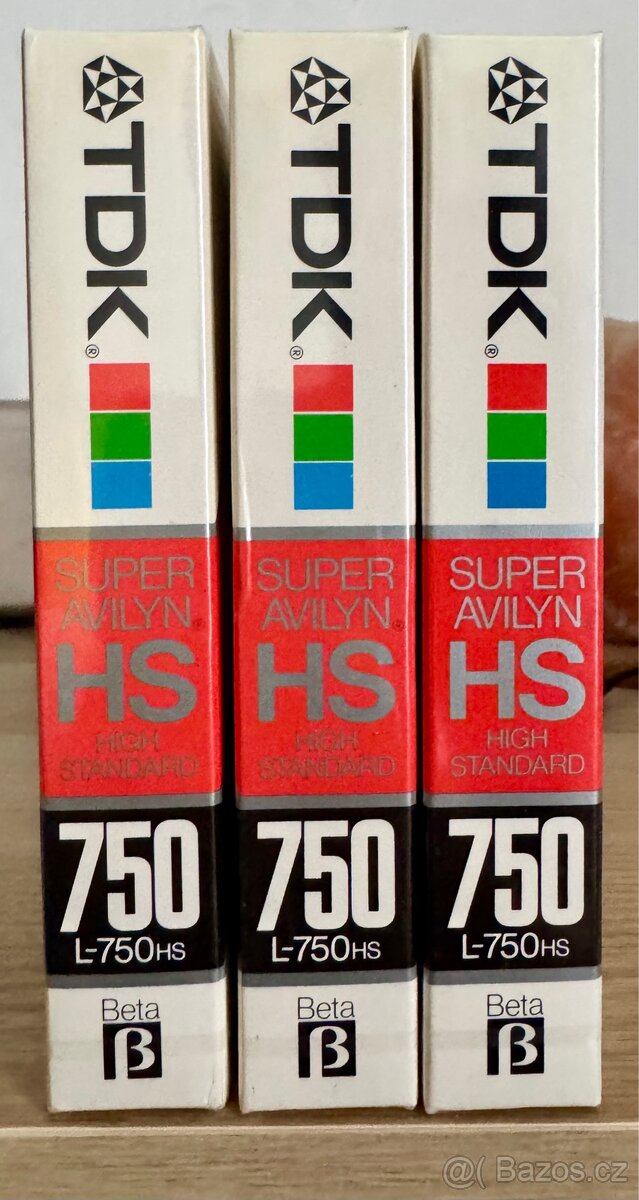 TDK®
SUPER
AVILYN®
HS
HIGH
STANDARD
750
L-750HS
Beta
β
TDK®
SUPER
AVILYN®
HS
HIGH
STANDARD
750
L-750HS
Beta
β
TDK®
SUPER
AVILYN
HS
HIGH
STANDARD
750
L-750HS
Beta
β
@( Bazos.cz